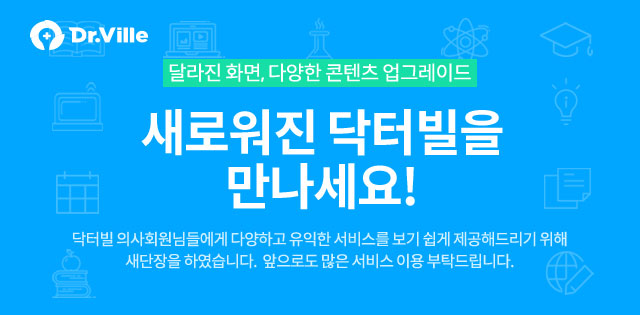 Dr.Ville
달라진 화면, 다양한 콘텐츠 업그레이드
새로워진 닥터빌을
만나세요!
닥터빌 의사회원님들에게 다양하고 유익한 서비스를 보기 쉽게 제공해드리기 위해
새단장을 하였습니다. 앞으로도 많은 서비스 이용 부탁드립니다.